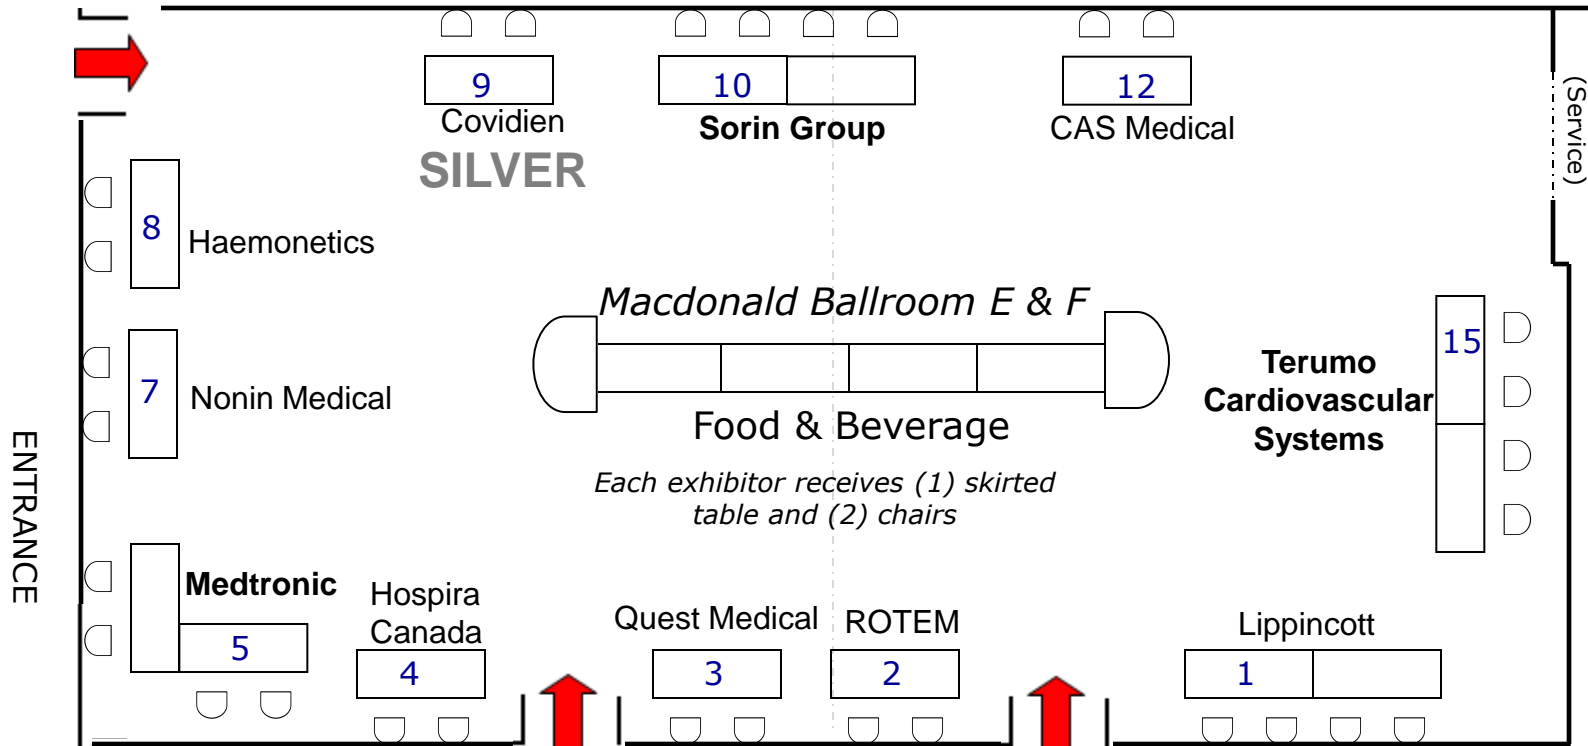 9
10
12
Covidien
Sorin Group
CAS Medical
SILVER
(Service)
8
Haemonetics
Macdonald Ballroom E & F
15
Terumo
Cardiovascular
Systems
7
Nonin Medical
Food & Beverage
Each exhibitor receives (1) skirted
table and (2) chairs
ENTRANCE
Medtronic
5
Hospira
Canada
4
Quest Medical
3
ROTEM
2
Lippincott
1